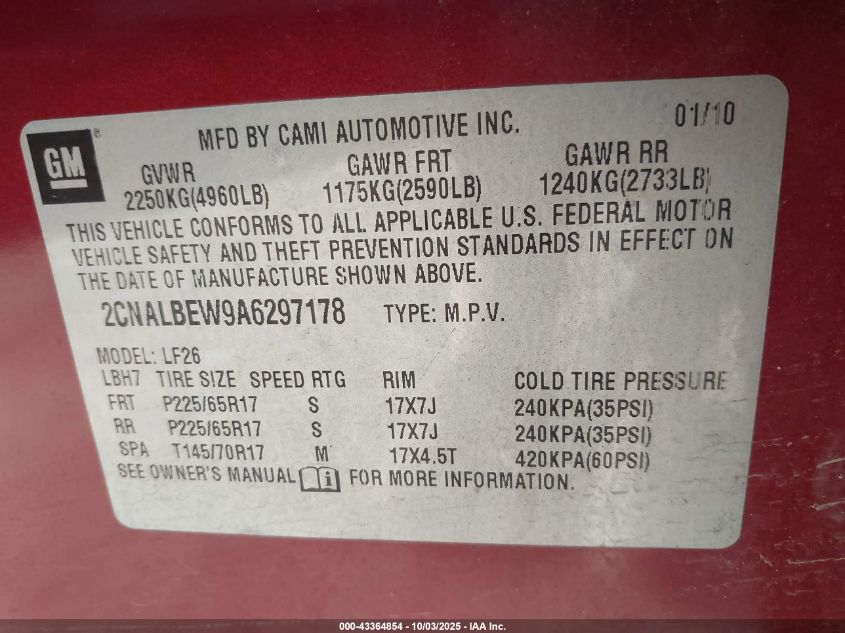 MFD BY CAMI AUTOMOTIVE INC. 01/10
GM ®
GVWR GAWR FRT GAWR RR
2250KG(4960LB) 1175KG(2590LB) 1240KG(2733LB)
THIS VEHICLE CONFORMS TO ALL APPLICABLE U.S. FEDERAL MOTOR
VEHICLE SAFETY AND THEFT PREVENTION STANDARDS IN EFFECT ON
THE DATE OF MANUFACTURE SHOWN ABOVE.
2CNALBEW9A6297178 TYPE: M.P.V.
MODEL: LF26
LBH7 TIRE SIZE SPEED RTG RIM COLD TIRE PRESSURE
FRT P225/65R17 S 17X7J 240KPA(35PSI)
RR P225/65R17 S 17X7J 240KPA(35PSI)
SPA T145/70R17 M 17X4.5T 420KPA(60PSI)
SEE OWNER'S MANUAL i FOR MORE INFORMATION.
000-43364854 - 10/03/2025 - IAA Inc.